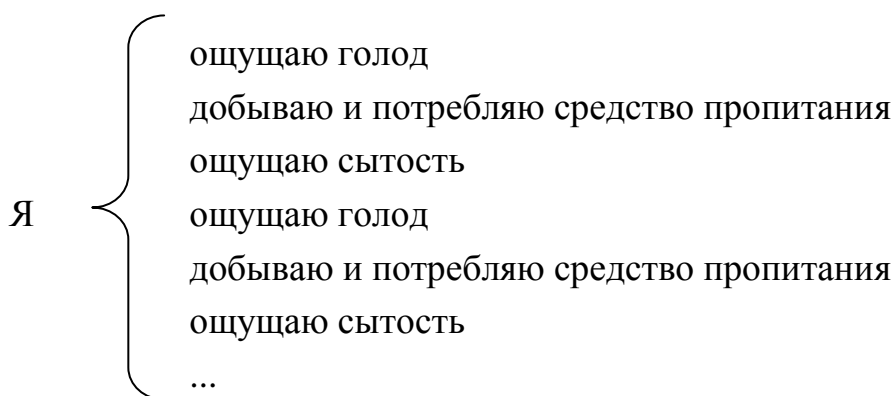 ощущаю голод
добываю и потребляю средство пропитания
ощущаю сытость
Я ощущаю голод
добываю и потребляю средство пропитания
ощущаю сытость
...